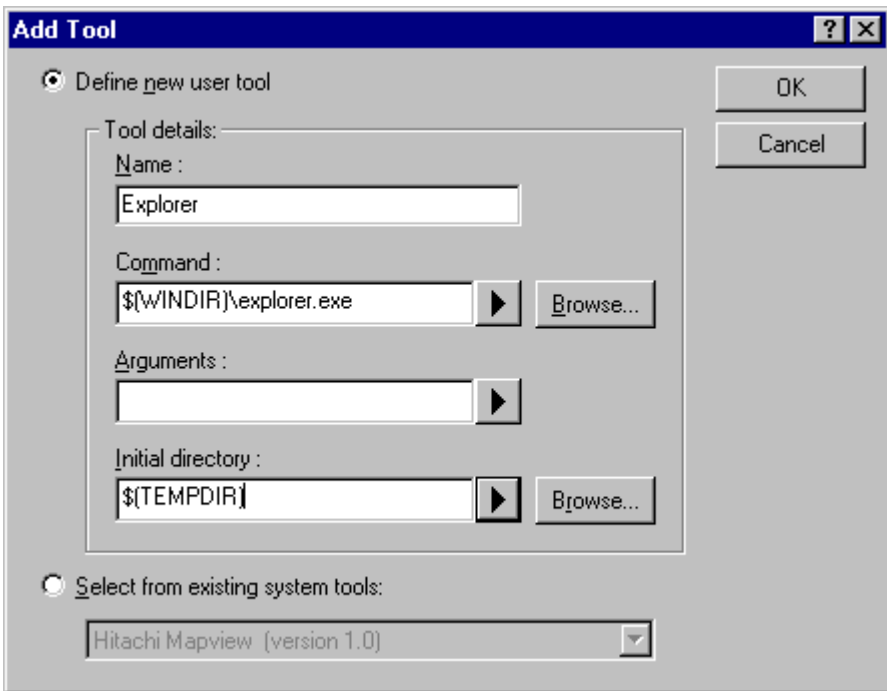 Add Tool
Define new user tool
OK
Tool details:
Cancel
Name :
Explorer
Command :
$(WINDIR)\explorer.exe
Browse...
Arguments :
Initial directory :
$(TEMPDIR)
Browse...
Select from existing system tools:
Hitachi Mapview (version 1.0)